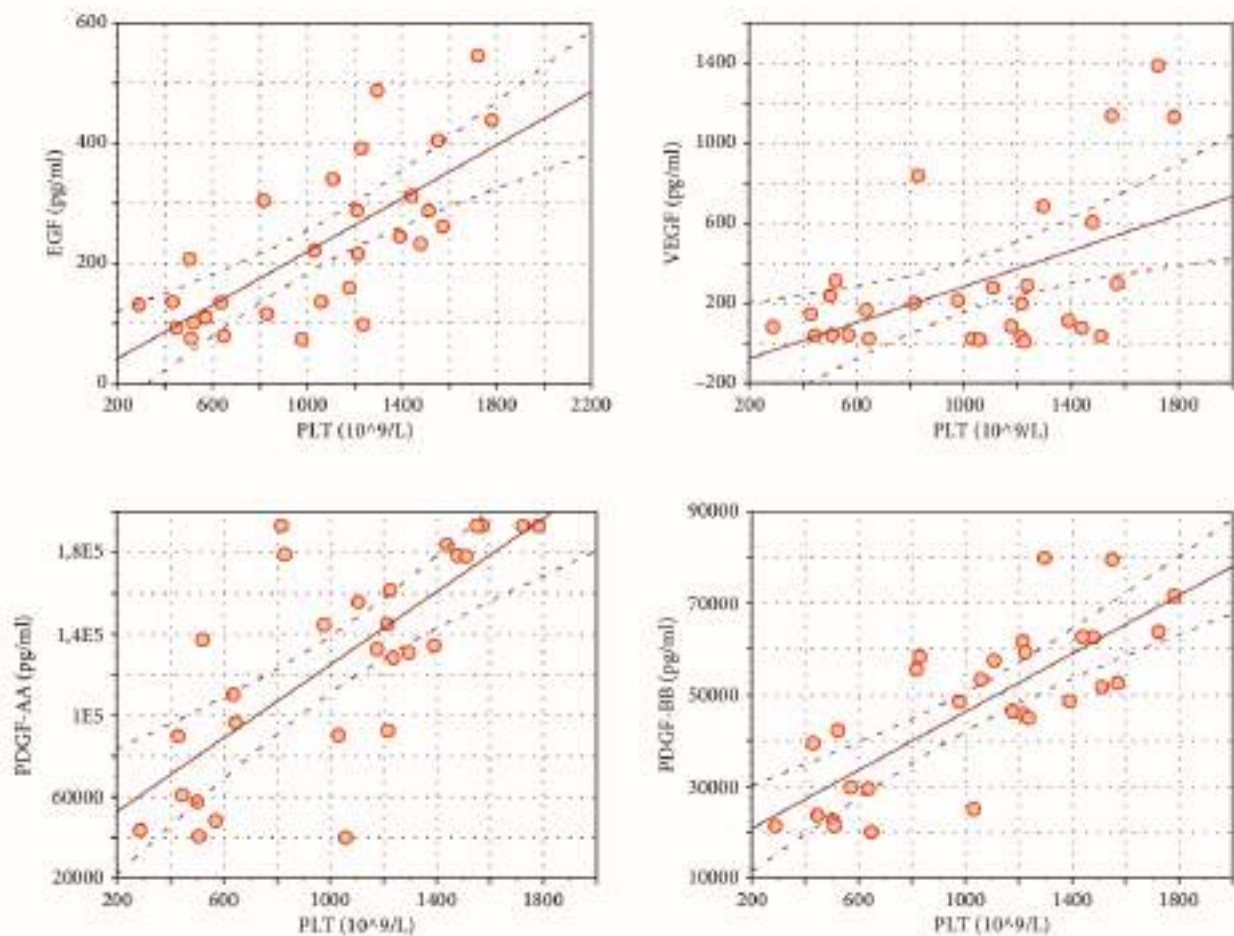 600
400
200
0
EGF (pg/ml)
200 600 1000 1400 1800 2200
PLT (10^9/L)
1400
1000
600
200
−200
VEGF (pg/ml)
200 600 1000 1400 1800
PLT (10^9/L)
1,8E5
1,4E5
1E5
60000
20000
PDGF-AA (pg/ml)
200 600 1000 1400 1800
PLT (10^9/L)
90000
70000
50000
30000
10000
PDGF-BB (pg/ml)
200 600 1000 1400 1800
PLT (10^9/L)